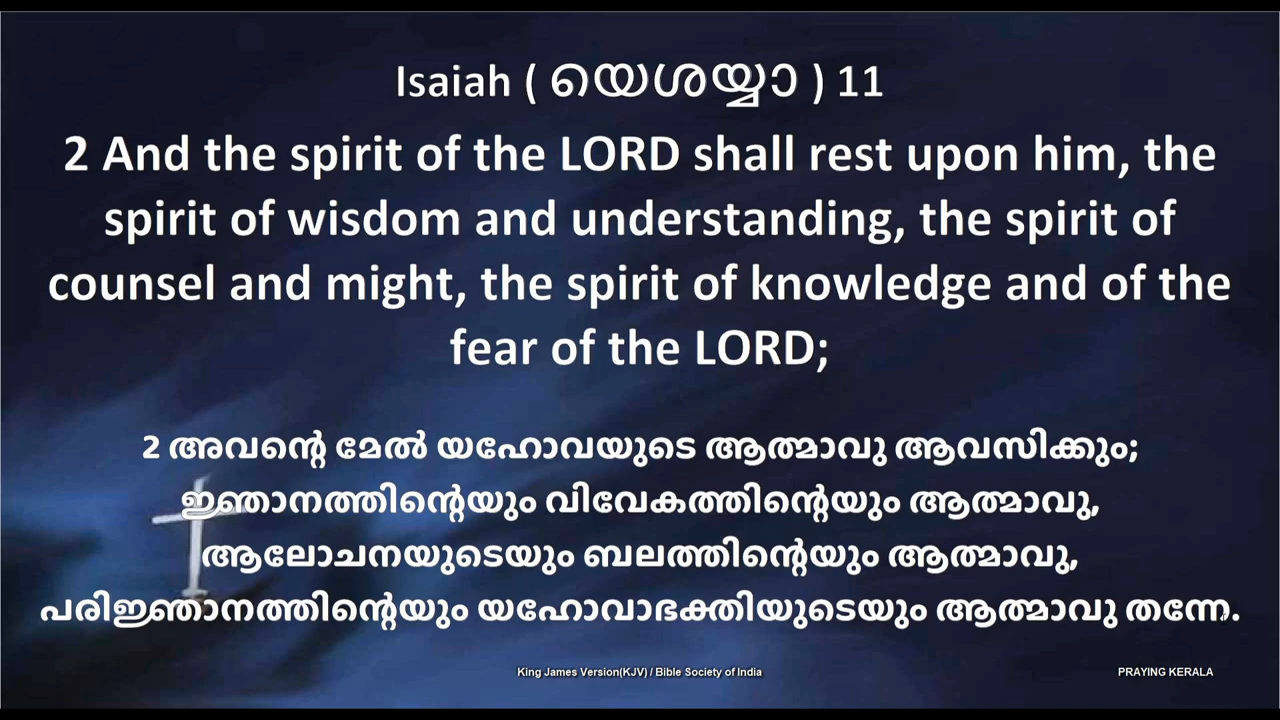 Isaiah ( യെശയ്യാ ) 11
2 And the spirit of the LORD shall rest upon him, the
spirit of wisdom and understanding, the spirit of
counsel and might, the spirit of knowledge and of the
fear of the LORD;
2 അവന്റെ മേൽ യഹോവയുടെ ആത്മാവു ആവസിക്കും;
ജ്ഞാനത്തിന്റെയും വിവേകത്തിന്റെയും ആത്മാവു,
ആലോചനയുടെയും ബലത്തിന്റെയും ആത്മാവു,
പരിജ്ഞാനത്തിന്റെയും യഹോവാഭക്തിയുടെയും ആത്മാവു തന്നേ.
King James Version(KJV) / Bible Society of India
PRAYING KERALA